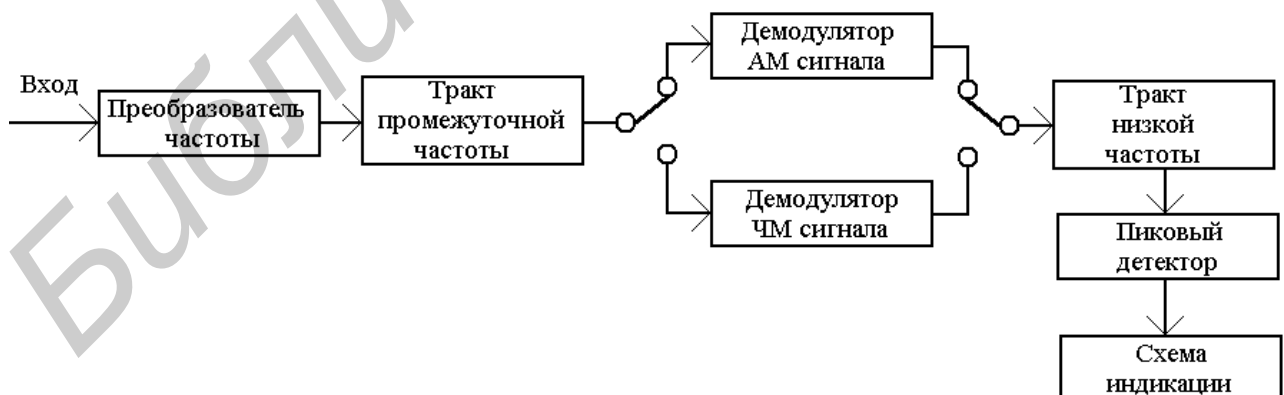 Вход
Преобразователь
частоты
Тракт
промежуточной
частоты
Демодулятор
АМ сигнала
Демодулятор
ЧМ сигнала
Тракт
низкой
частоты
Пиковый
детектор
Схема
индикации
Библи